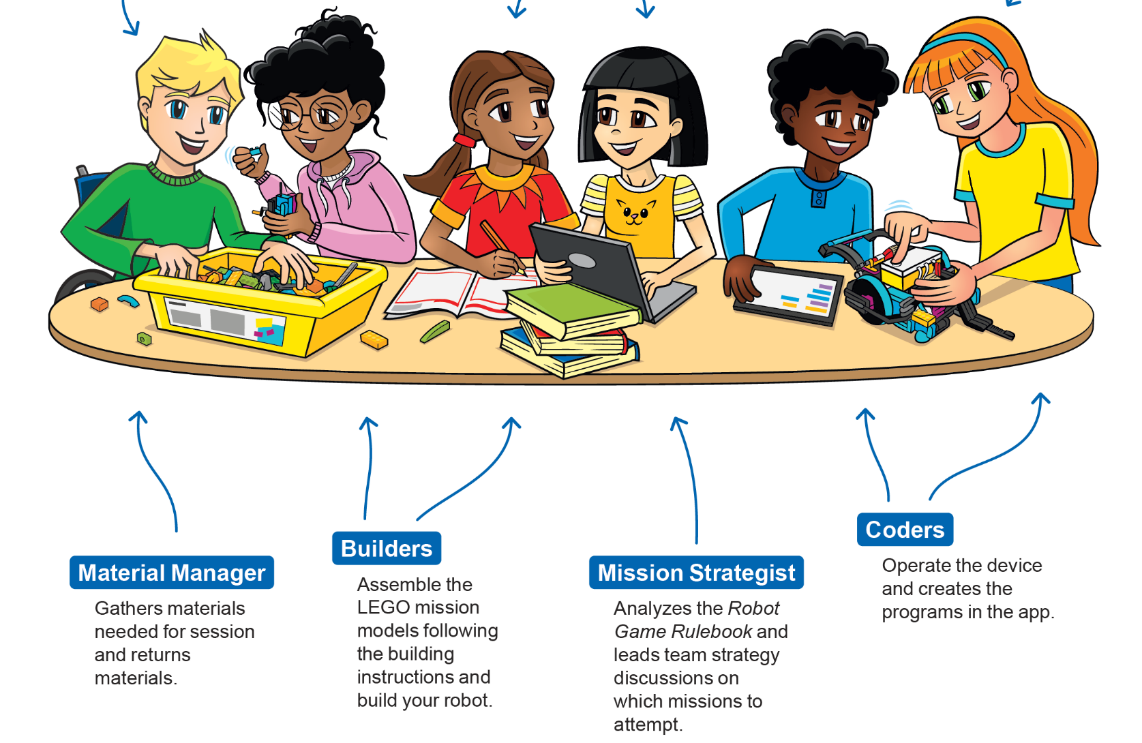 Material Manager
Gathers materials
needed for session
and returns
materials.
Builders
Assemble the
LEGO mission
models following
the building
instructions and
build your robot.
Mission Strategist
Analyzes the Robot
Game Rulebook and
leads team strategy
discussions on
which missions to
attempt.
Coders
Operate the device
and creates the
programs in the app.